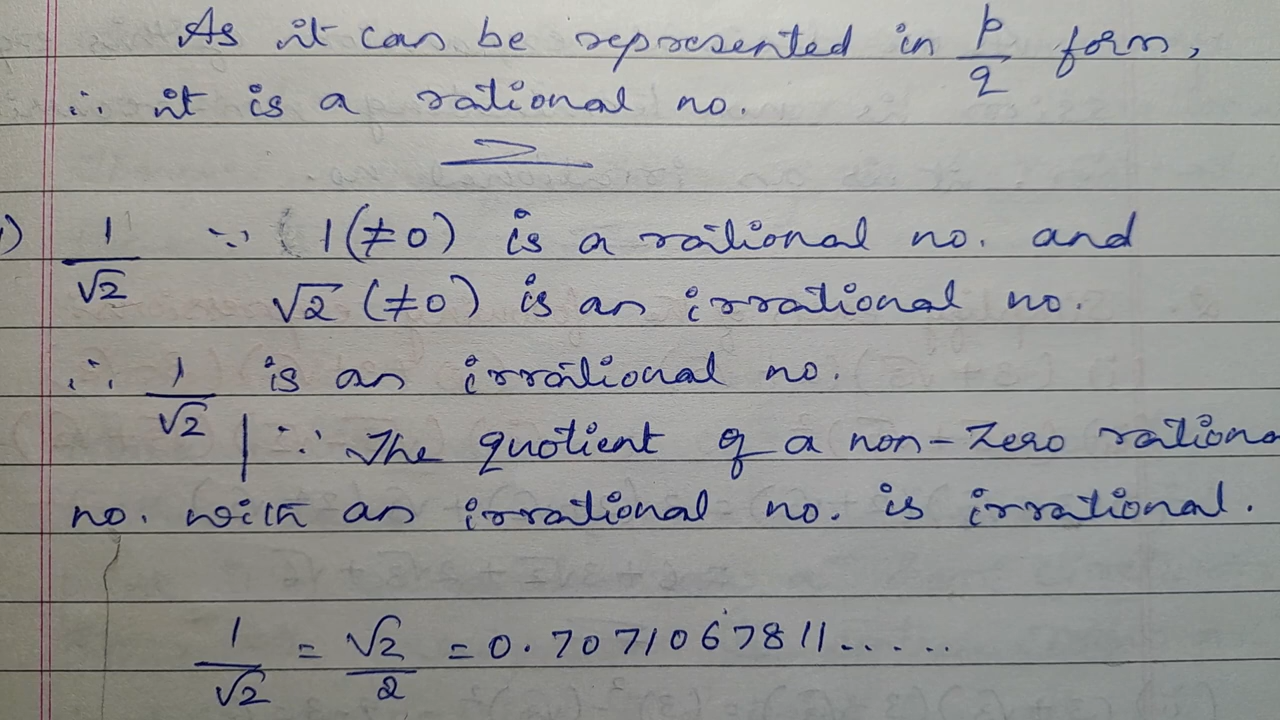 As it can be represented in p/q form,
∴ it is a rational no.
) 1/√2 ∵ 1(≠0) is a rational no. and
√2 (≠0) is an irrational no.
∴ 1/√2 is an irrational no.
| ∵ The quotient of a non-zero rationa
no. with an irrational no. is irrational.
1/√2 = √2/2 = 0.7071067811.....